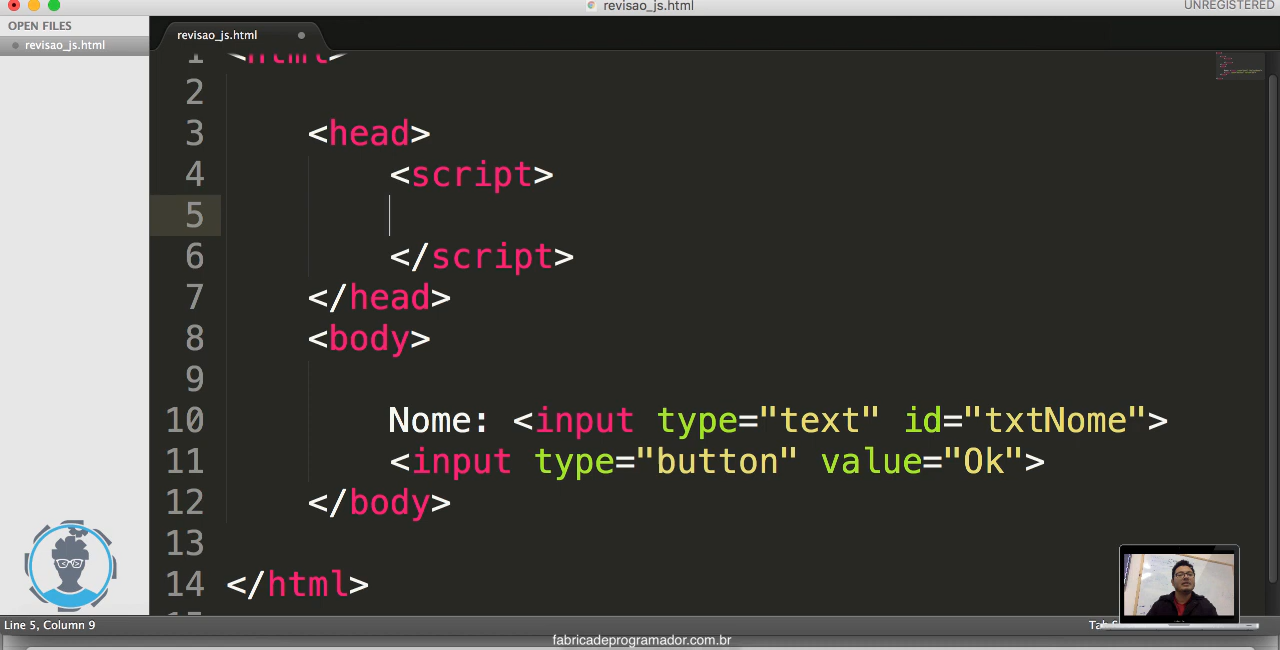 revisao_js.html
UNREGISTERED
OPEN FILES
revisao_js.html
revisao_js.html
1 <html>
2
3 <head>
4 <script>
5
6 </script>
7 </head>
8 <body>
9
10 Nome: <input type="text" id="txtNome">
11 <input type="button" value="Ok">
12 </body>
13
14 </html>
Line 5, Column 9
fabricadeprogramador.com.br